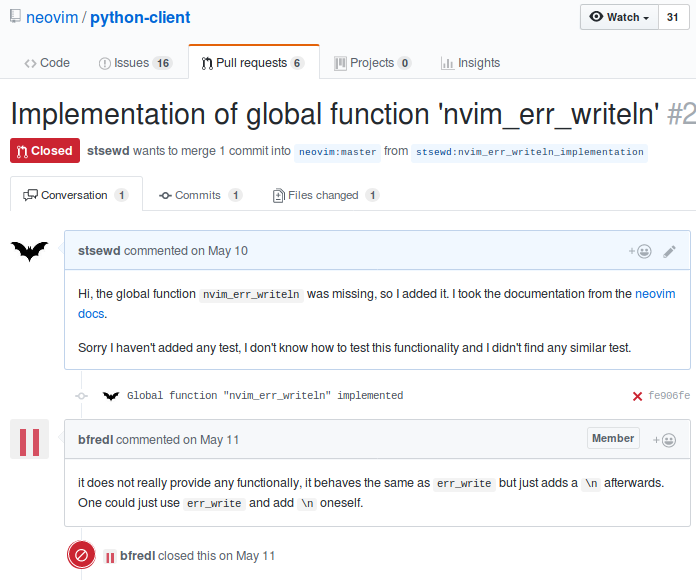 neovim / python-client
Watch 31
Code Issues 16 Pull requests 6 Projects 0 Insights
Implementation of global function 'nvim_err_writeln' #2
Closed stsewd wants to merge 1 commit into neovim:master from stsewd:nvim_err_writeln_implementation
Conversation 1 Commits 1 Files changed 1
stsewd commented on May 10
Hi, the global function nvim_err_writeln was missing, so I added it. I took the documentation from the neovim
docs.
Sorry I haven't added any test, I don't know how to test this functionality and I didn't find any similar test.
Global function "nvim_err_writeln" implemented fe906fe
bfredl commented on May 11 Member
it does not really provide any functionally, it behaves the same as err_write but just adds a \n afterwards.
One could just use err_write and add \n oneself.
bfredl closed this on May 11